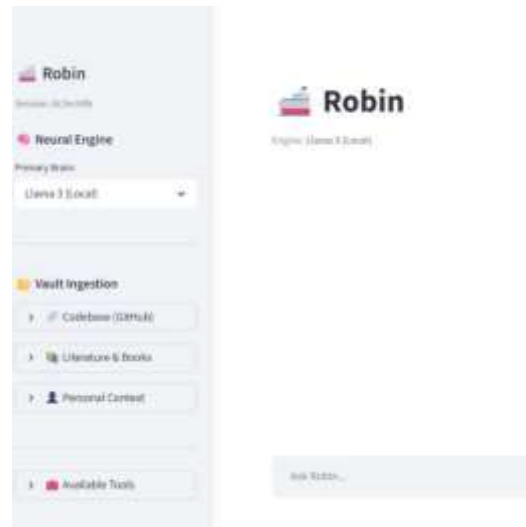 Robin
Neural Engine
Primary Brain
Llama 3 (Local)
Vault Ingestion
Codebase (GitHub)
Literature & Books
Personal Context
Available Tools
Robin
Engine: Llama 3 (Local)
Ask Robin...